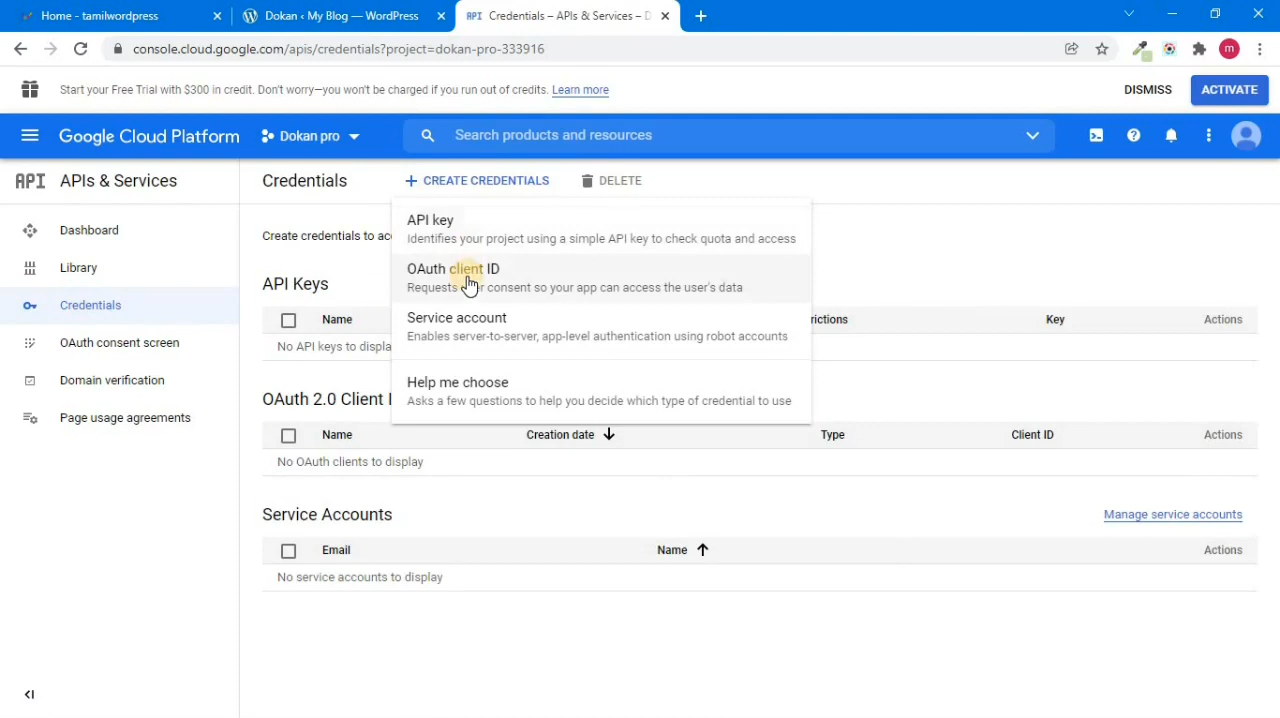 Home - tamilwordpress
Dokan ‹ My Blog — WordPress
API Credentials – APIs & Services – D
console.cloud.google.com/apis/credentials?project=dokan-pro-333916
m
Start your Free Trial with $300 in credit. Don't worry—you won't be charged if you run out of credits. Learn more
DISMISS
ACTIVATE
Google Cloud Platform
Dokan pro
Search products and resources
API APIs & Services
Credentials
CREATE CREDENTIALS
DELETE
Dashboard
Library
Credentials
OAuth consent screen
Domain verification
Page usage agreements
Create credentials to
API key
Identifies your project using a simple API key to check quota and access
OAuth client ID
Requests consent so your app can access the user's data
Service account
Enables server-to-server, app-level authentication using robot accounts
Help me choose
Asks a few questions to help you decide which type of credential to use
API Keys
Name
Key
Actions
No API keys to displa
OAuth 2.0 Client
Name
Creation date
Type
Client ID
Actions
No OAuth clients to display
Service Accounts
Manage service accounts
Email
Name
Actions
No service accounts to display